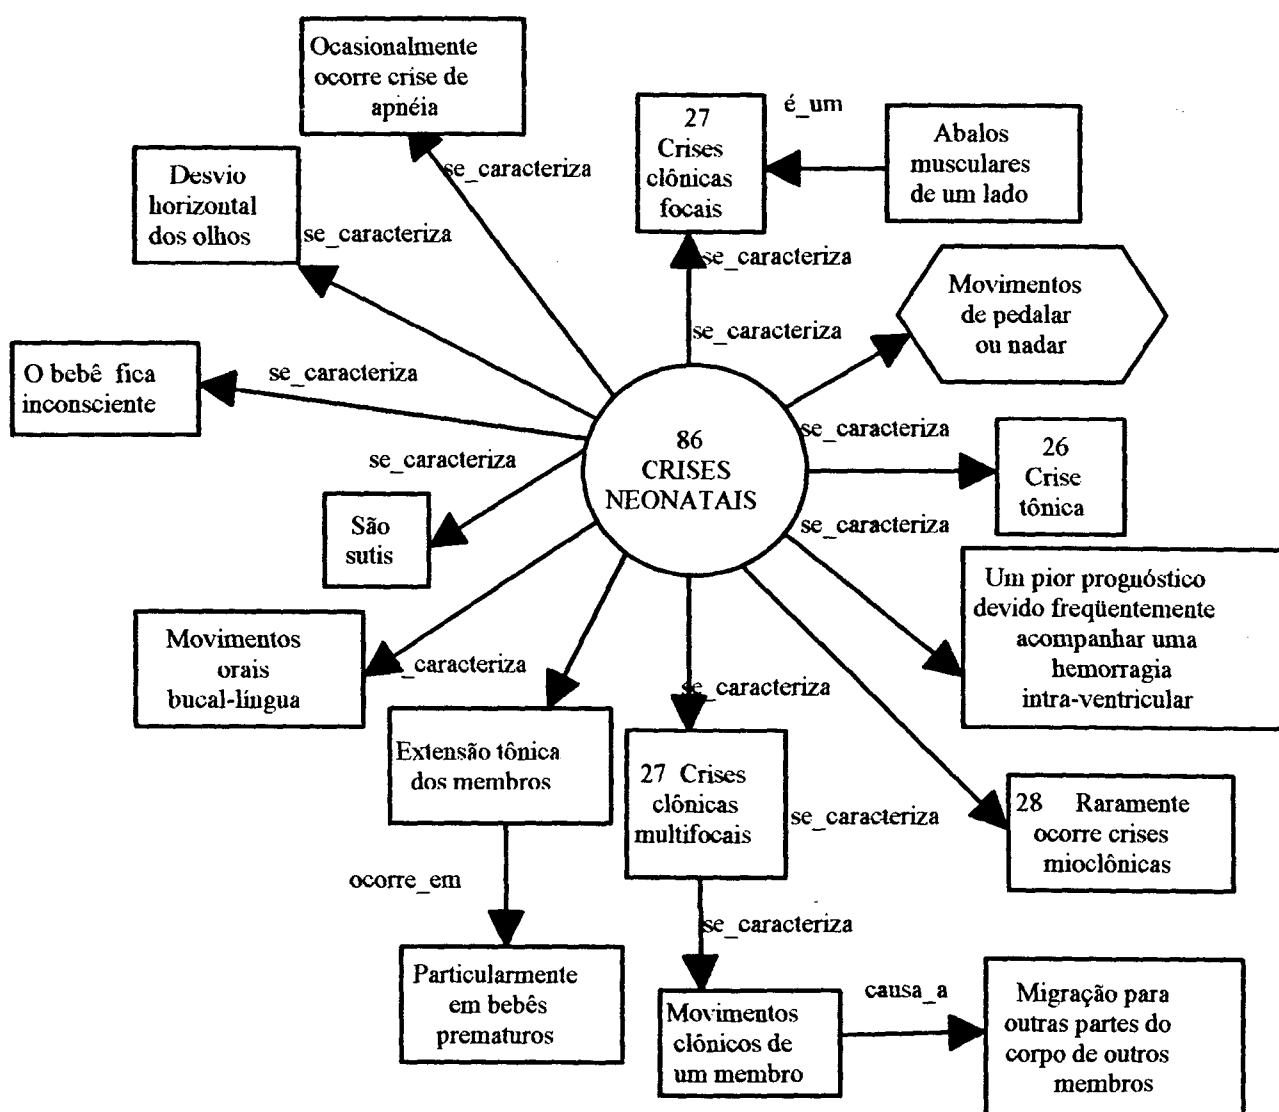 Ocasionalmente
ocorre crise de
apnéia
se_caracteriza
27
Crises
clônicas
focais
é_um
Abalos
musculares
de um lado
Desvio
horizontal
dos olhos
se_caracteriza
se_caracteriza
Movimentos
de pedalar
ou nadar
se_caracteriza
O bebê fica
inconsciente
se_caracteriza
86
CRISES
NEONATAIS
se_caracteriza
26
Crise
tônica
se_caracteriza
São
sutis
se_caracteriza
Um pior prognóstico
devido freqüentemente
acompanhar uma
hemorragia
intra-ventricular
Movimentos
orais
bucal-língua
_caracteriza
se_caracteriza
Extensão tônica
dos membros
27 Crises
clônicas
multifocais
se_caracteriza
28 Raramente
ocorre crises
mioclônicas
ocorre_em
se_caracteriza
Particularmente
em bebês
prematuros
Movimentos
clônicos de
um membro
causa_a
Migração para
outras partes do
corpo de outros
membros